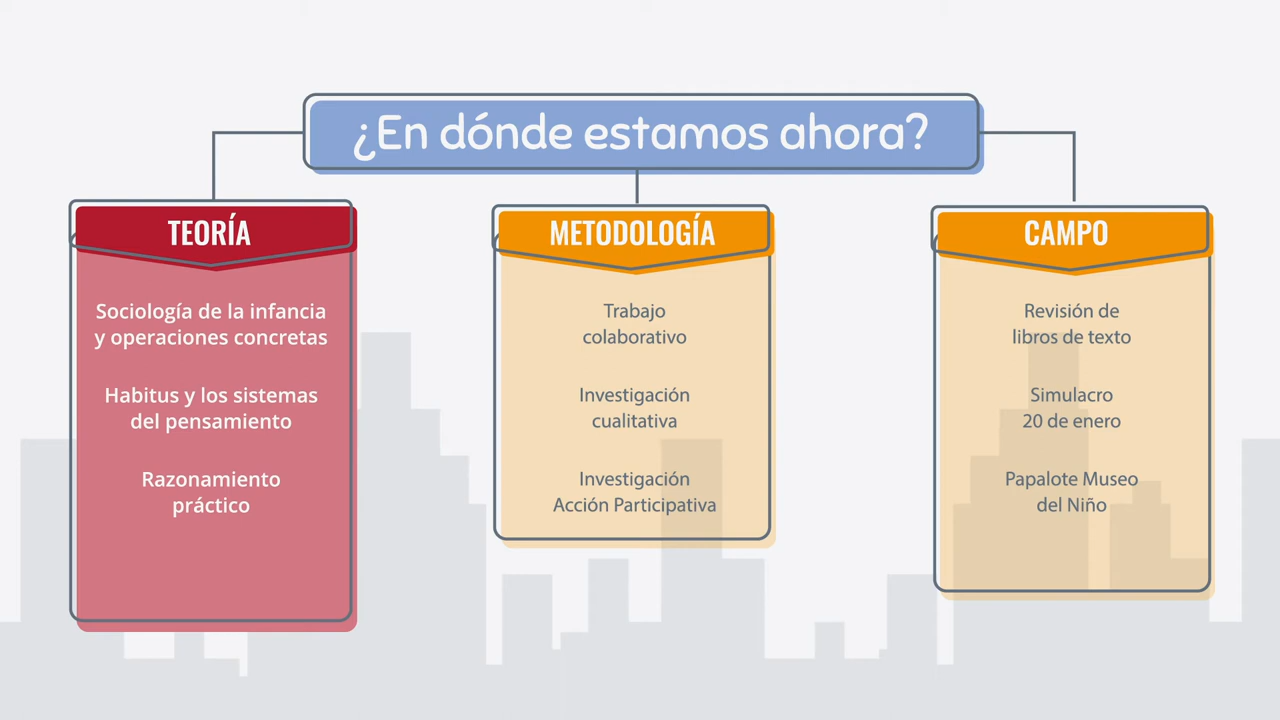 ¿En dónde estamos ahora?
TEORÍA
Sociología de la infancia
y operaciones concretas
Habitus y los sistemas
del pensamiento
Razonamiento
práctico
METODOLOGÍA
Trabajo
colaborativo
Investigación
cualitativa
Investigación
Acción Participativa
CAMPO
Revisión de
libros de texto
Simulacro
20 de enero
Papalote Museo
del Niño